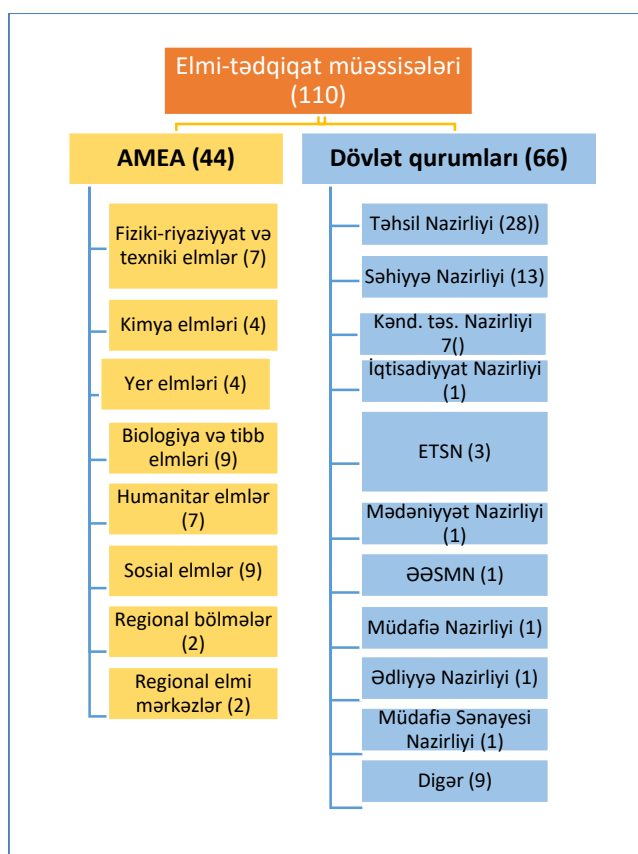 Elmi-tədqiqat müəssisələri
(110)
AMEA (44)
Fiziki-riyaziyyat və
texniki elmlər (7)
Kimya elmləri (4)
Yer elmləri (4)
Biologiya və tibb
elmləri (9)
Humanitar elmlər
(7)
Sosial elmlər (9)
Regional bölmələr
(2)
Regional elmi
mərkəzlər (2)
Dövlət qurumları (66)
Təhsil Nazirliyi (28))
Səhiyyə Nazirliyi (13)
Kənd. təs. Nazirliyi
7()
İqtisadiyyat Nazirliyi
(1)
ETSN (3)
Mədəniyyət Nazirliyi
(1)
ƏƏSMN (1)
Müdafiə Nazirliyi (1)
Ədliyyə Nazirliyi (1)
Müdafiə Sənayesi
Nazirliyi (1)
Digər (9)